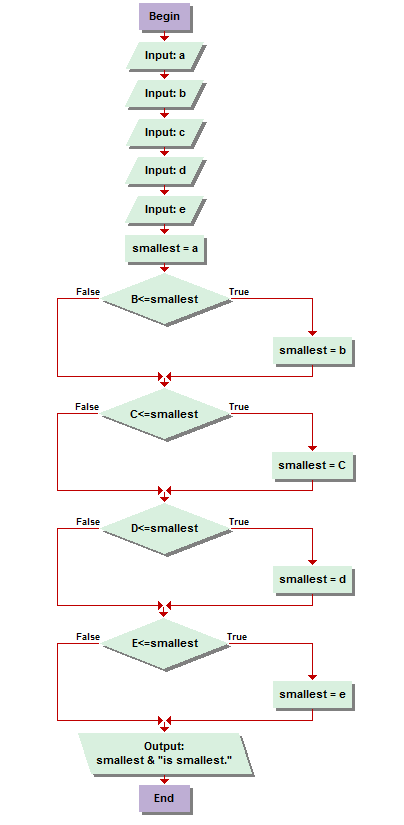 Begin
Input: a
Input: b
Input: c
Input: d
Input: e
smallest = a
False
B<=smallest
True
smallest = b
False
C<=smallest
True
smallest = C
False
D<=smallest
True
smallest = d
False
E<=smallest
True
smallest = e
Output:
smallest & "is smallest."
End